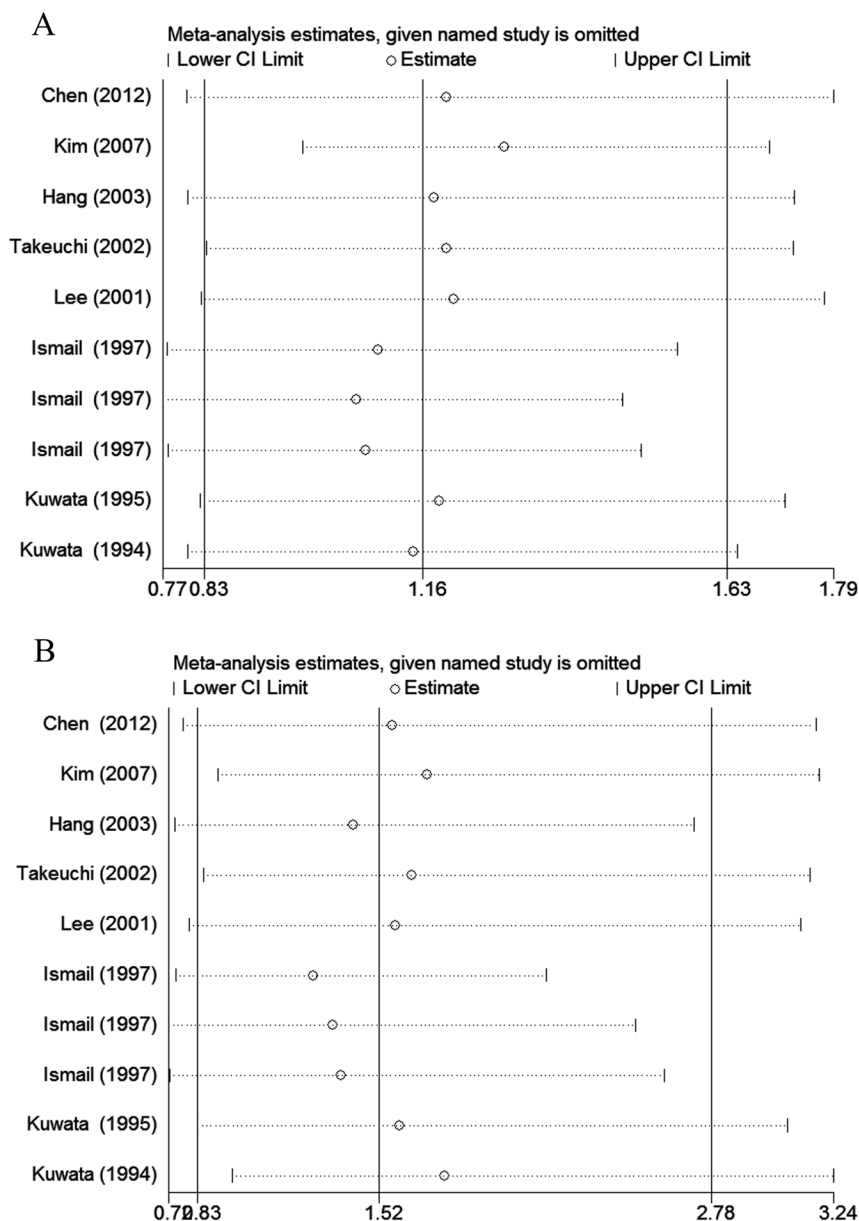 A
Meta-analysis estimates, given named study is omitted
| Lower CI Limit ○ Estimate | Upper CI Limit
Chen (2012)
Kim (2007)
Hang (2003)
Takeuchi (2002)
Lee (2001)
Ismail (1997)
Ismail (1997)
Ismail (1997)
Kuwata (1995)
Kuwata (1994)
0.77 0.83 1.16 1.63 1.79
B
Meta-analysis estimates, given named study is omitted
| Lower CI Limit ○ Estimate | Upper CI Limit
Chen (2012)
Kim (2007)
Hang (2003)
Takeuchi (2002)
Lee (2001)
Ismail (1997)
Ismail (1997)
Ismail (1997)
Kuwata (1995)
Kuwata (1994)
0.83 1.52 2.78 3.24